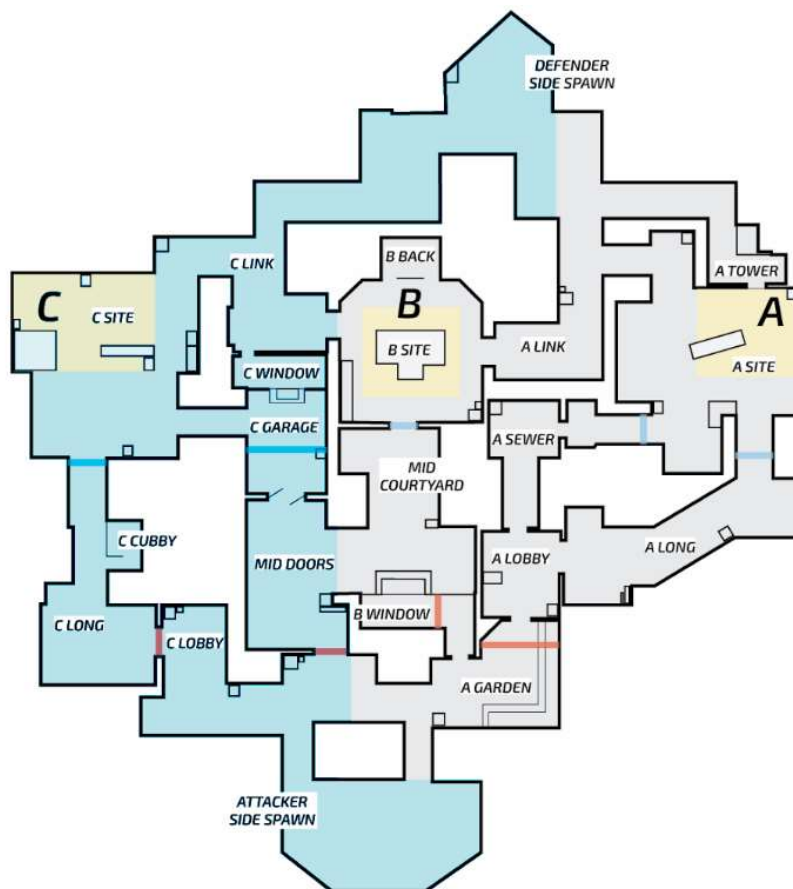 DEFENDER
SIDE SPAWN
B BACK
C LINK
A TOWER
C
B
A
C SITE
B SITE
A LINK
A SITE
C WINDOW
C GARAGE
A SEWER
MID
COURTYARD
C CUBBY
MID DOORS
A LOBBY
A LONG
B WINDOW
C LONG
C LOBBY
A GARDEN
ATTACKER
SIDE SPAWN